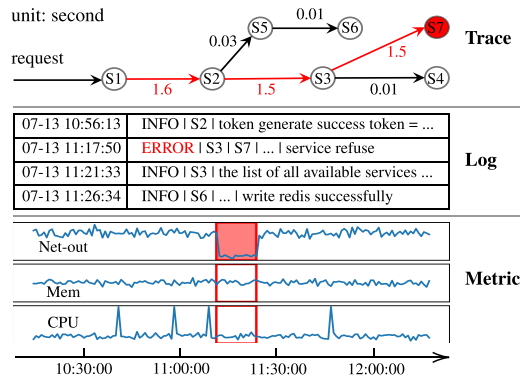 unit: second
S5
0.01
S6
S7
Trace
0.03
1.5
request
S1
1.6
S2
1.5
S3
0.01
S4
07-13 10:56:13 INFO | S2 | token generate success token = ...
07-13 11:17:50 ERROR | S3 | S7 | ... | service refuse
Log
07-13 11:21:33 INFO | S3 | the list of all available services ...
07-13 11:26:34 INFO | S6 | ... | write redis successfully
Net-out
Metric
Mem
CPU
10:30:00 11:00:00 11:30:00 12:00:00